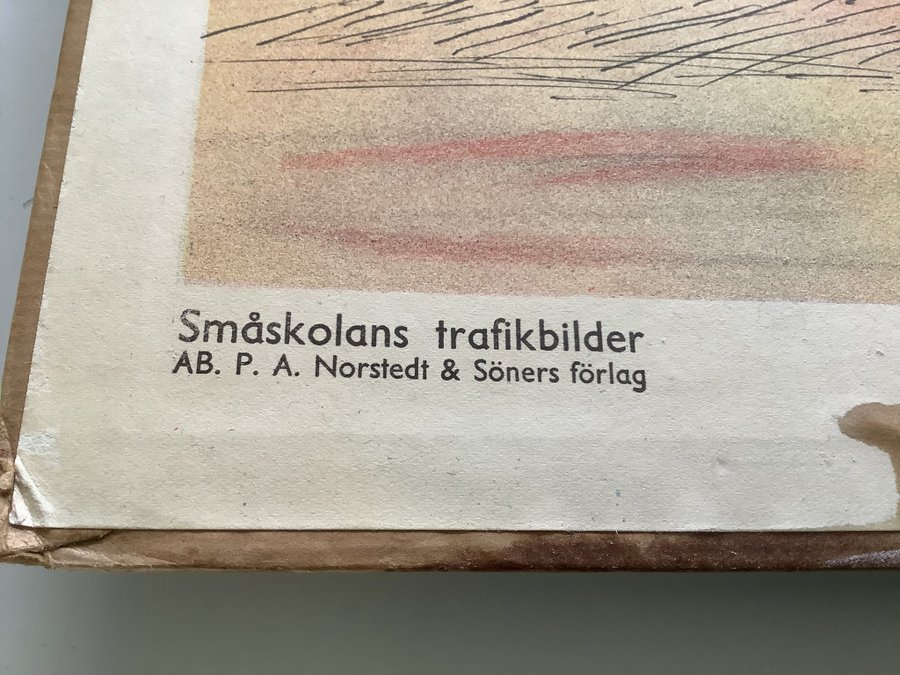 Småskolans trafikbilder
AB. P. A. Norstedt & Söners förlag